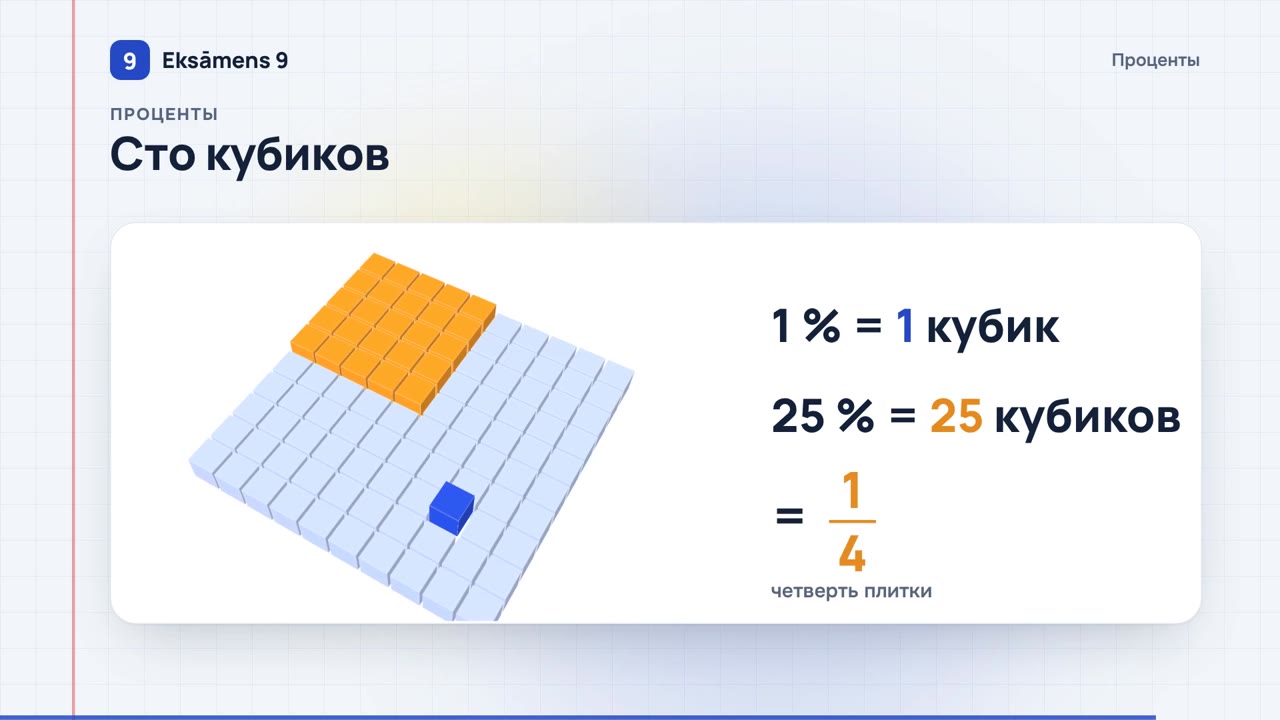 9 Eksāmens 9
Проценты
ПРОЦЕНТЫ
Сто кубиков
1 % = 1 кубик
25 % = 25 кубиков
= 1/4
четверть плитки